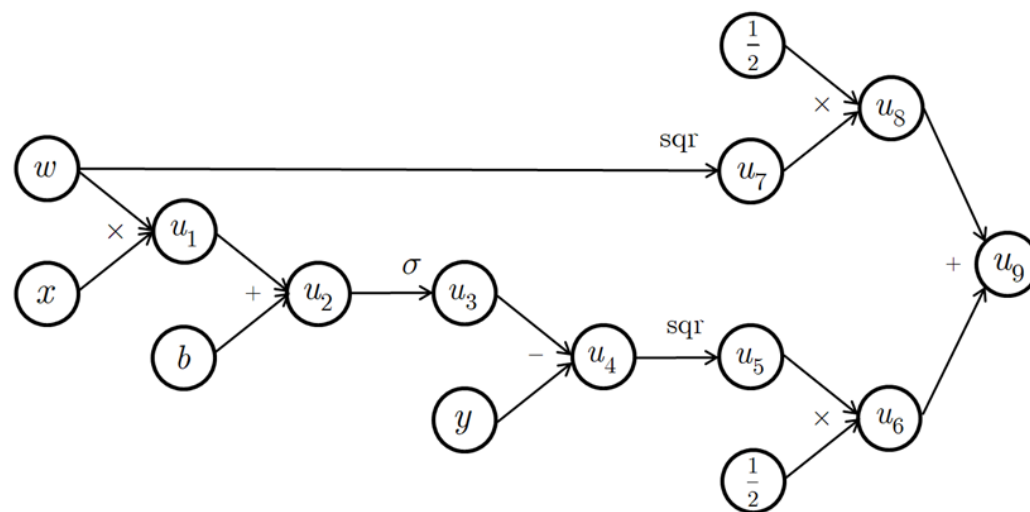 1/2
×
u₈
w
sqr
u₇
×
u₁
+
u₉
x
+
u₂
σ
u₃
b
−
u₄
sqr
u₅
y
×
u₆
1/2